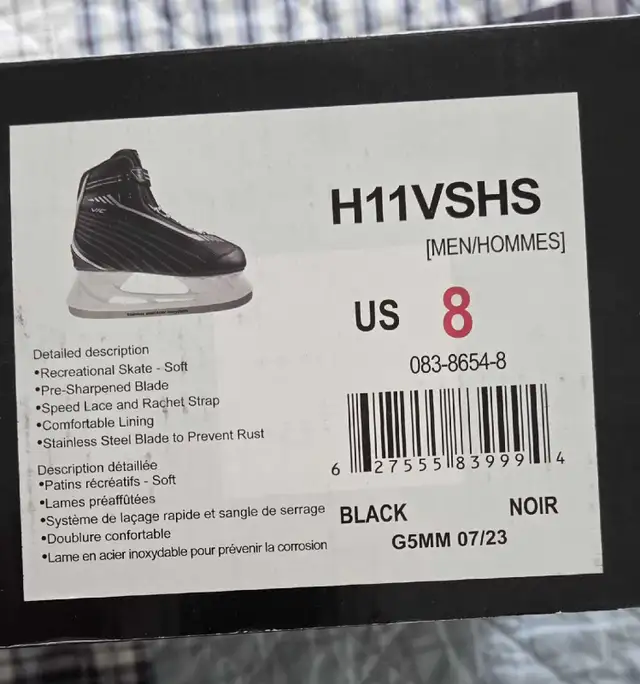 H11VSHS
[MEN/HOMMES]
US 8
083-8654-8
6 27555 83999 4
BLACK NOIR
G5MM 07/23
Detailed description
•Recreational Skate - Soft
•Pre-Sharpened Blade
•Speed Lace and Rachet Strap
•Comfortable Lining
•Stainless Steel Blade to Prevent Rust
Description détaillée
•Patins récréatifs - Soft
•Lames préaffûtées
•Système de laçage rapide et sangle de serrage
•Doublure confortable
•Lame en acier inoxydable pour prévenir la corrosion